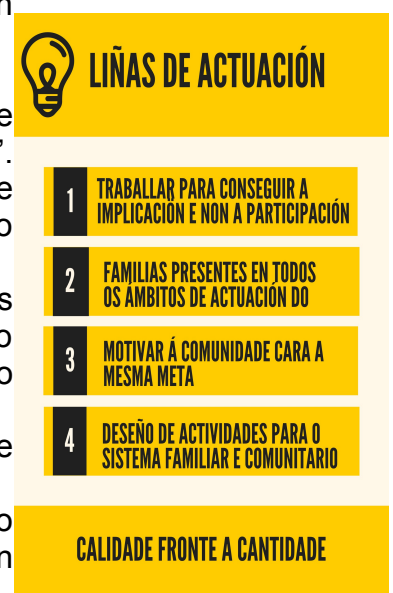 n
e
’.
e
o
s
o
o
e
o
n
LIÑAS DE ACTUACIÓN
1
TRABALLAR PARA CONSEGUIR A
IMPLICACIÓN E NON A PARTICIPACIÓN
2
FAMILIAS PRESENTES EN TODOS
OS ÁMBITOS DE ACTUACIÓN DO
3
MOTIVAR Á COMUNIDADE CARA A
MESMA META
4
DESEÑO DE ACTIVIDADES PARA O
SISTEMA FAMILIAR E COMUNITARIO
CALIDADE FRONTE A CANTIDADE